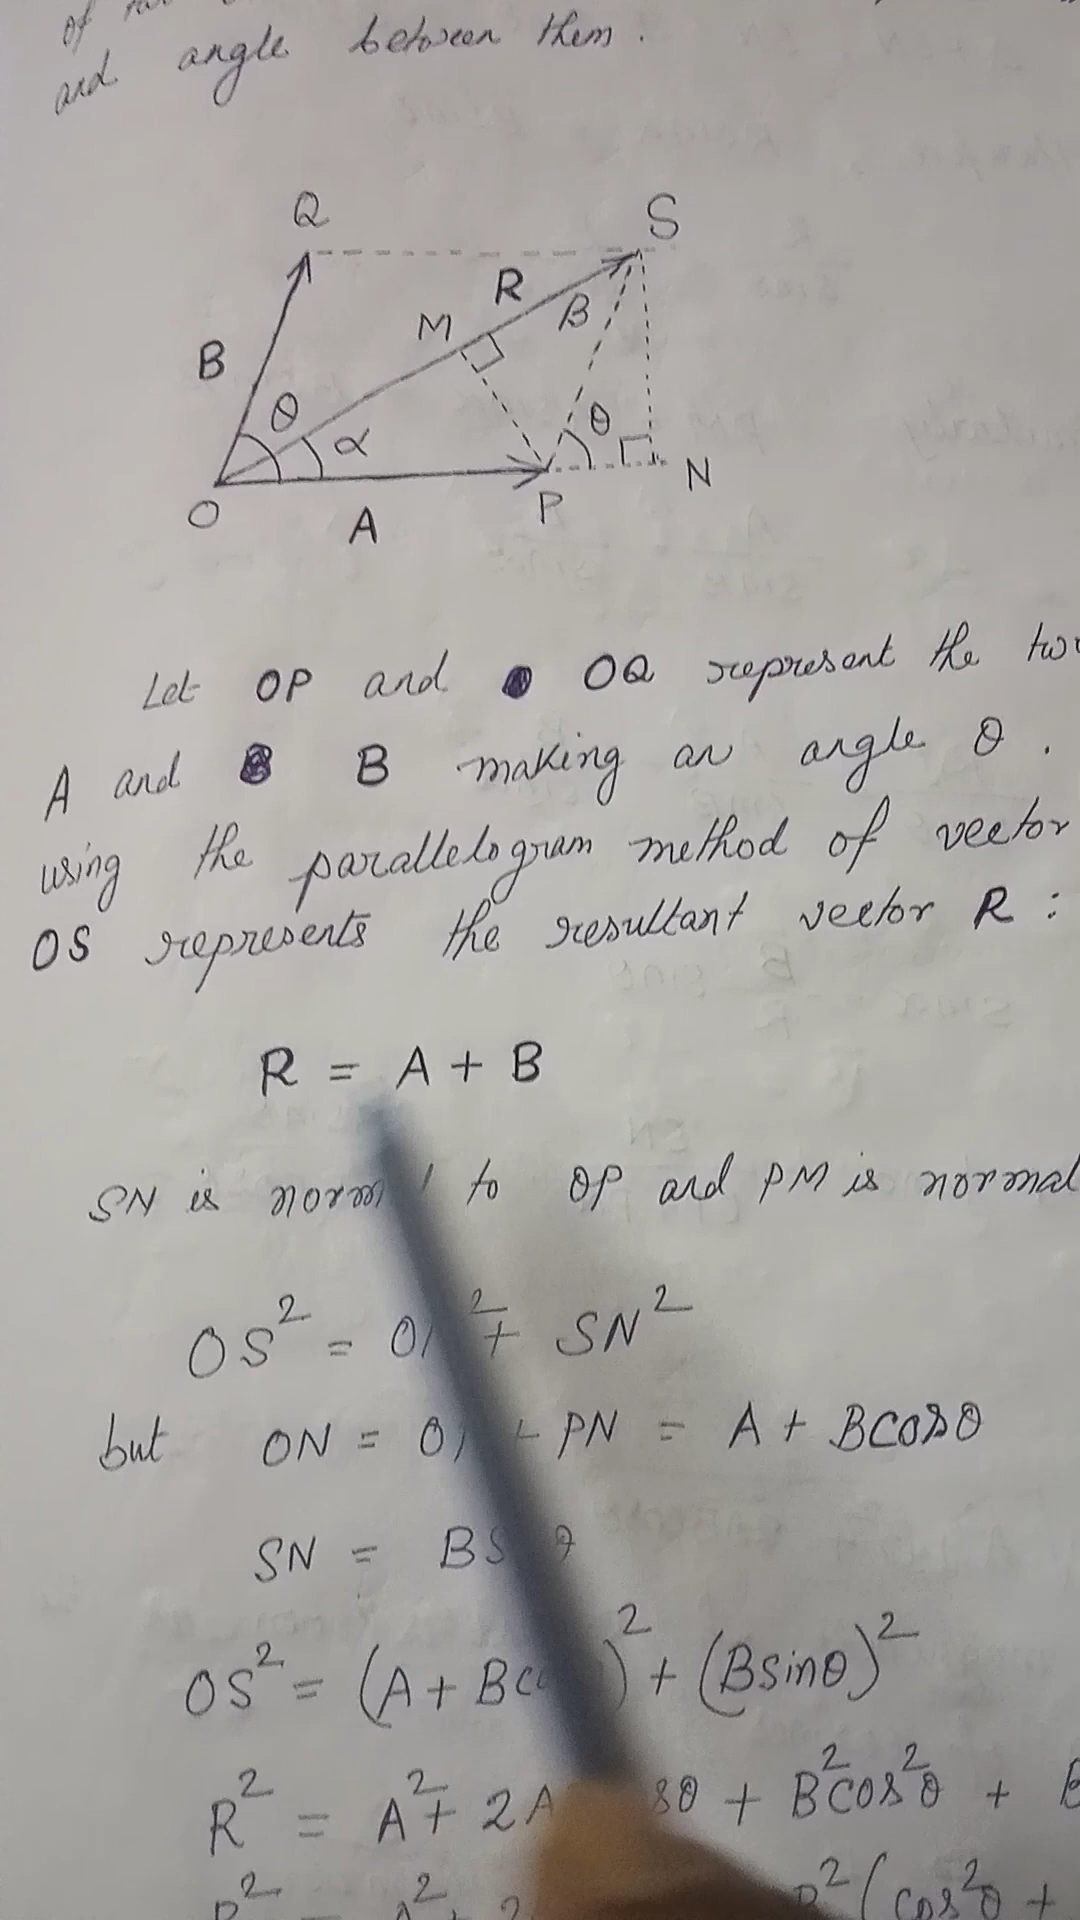 of
and angle between them.
Q
S
R
B
M
B
θ
α
θ
O
A
P
N
Let OP and OQ represent the two
A and B making an angle θ.
using the parallelogram method of vector
OS represents the resultant vector R:
R = A + B
SN is to OP and PM is normal
OS² = + SN²
but ON = PN = A + Bcosθ
SN =
OS² = (A + )² + (Bsinθ)²
R² = A² + 2A + B²cos²θ +
(cos²θ +